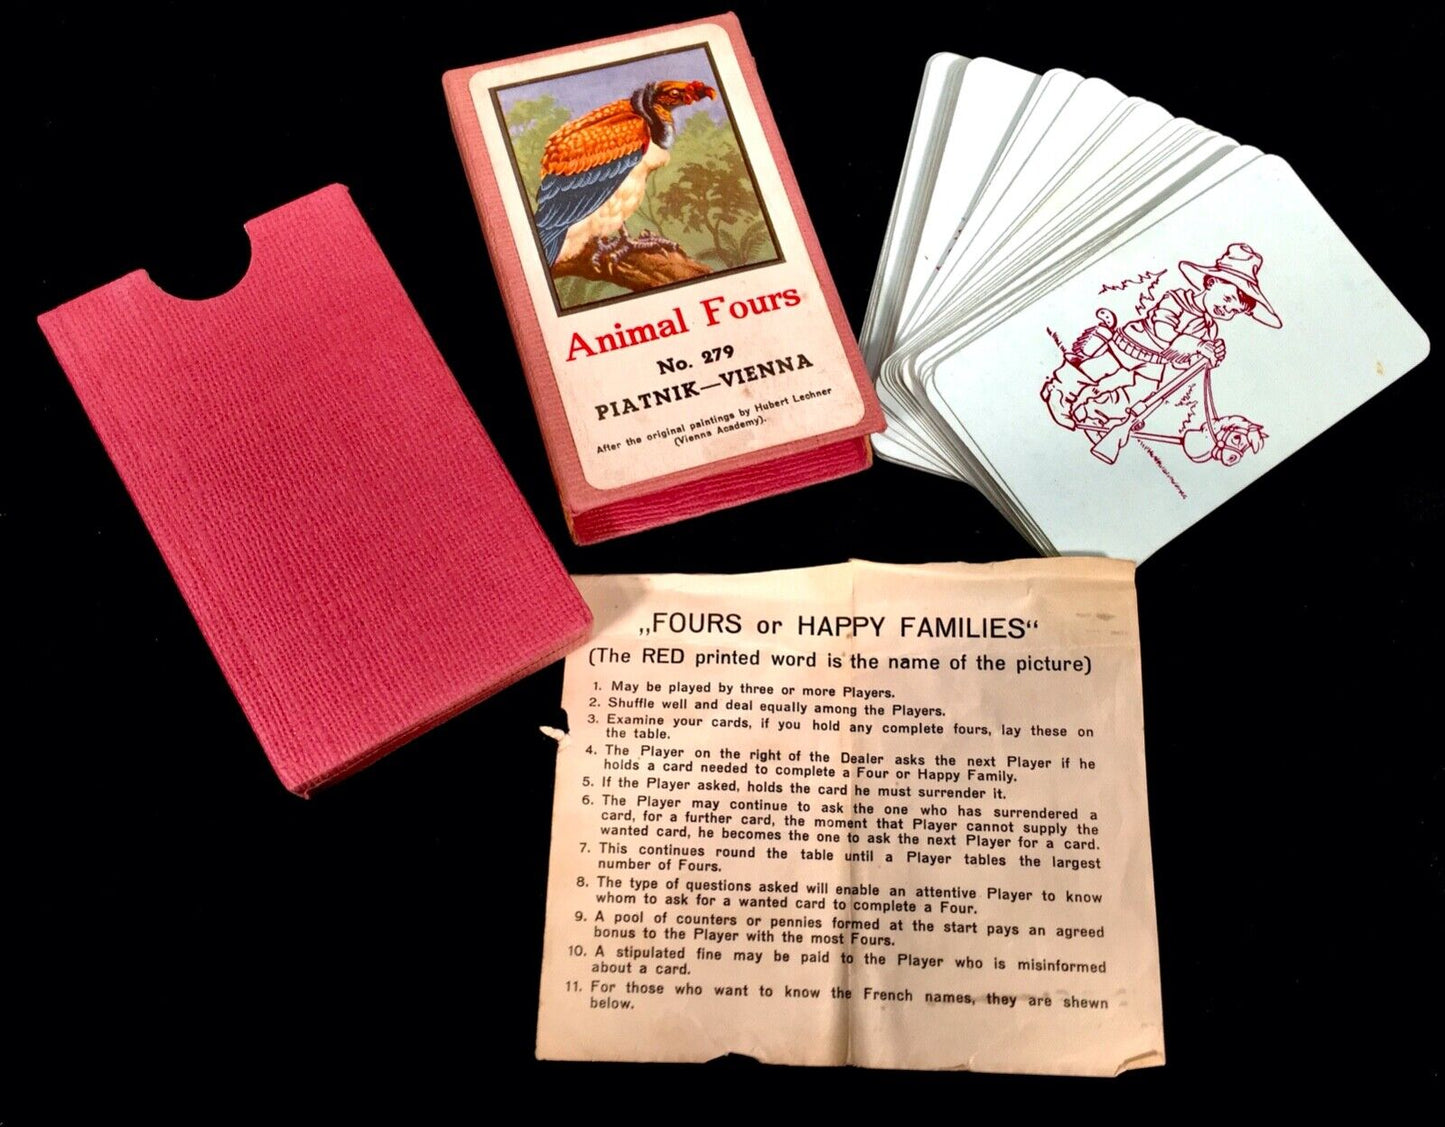 Animal Fours
No. 279
PIATNIK—VIENNA
After the original paintings by Hubert Lechner
(Vienna Academy).
„FOURS or HAPPY FAMILIES“
(The RED printed word is the name of the picture)
1. May be played by three or more Players.
2. Shuffle well and deal equally among the Players.
3. Examine your cards, if you hold any complete fours, lay these on
the table.
4. The Player on the right of the Dealer asks the next Player if he
holds a card needed to complete a Four or Happy Family.
5. If the Player asked, holds the card he must surrender it.
6. The Player may continue to ask the one who has surrendered a
card, for a further card, the moment that Player cannot supply the
wanted card, he becomes the one to ask the next Player for a card.
7. This continues round the table until a Player tables the largest
number of Fours.
8. The type of questions asked will enable an attentive Player to know
whom to ask for a wanted card to complete a Four.
9. A pool of counters or pennies formed at the start pays an agreed
bonus to the Player with the most Fours.
10. A stipulated fine may be paid to the Player who is misinformed
about a card.
11. For those who want to know the French names, they are shewn
below.